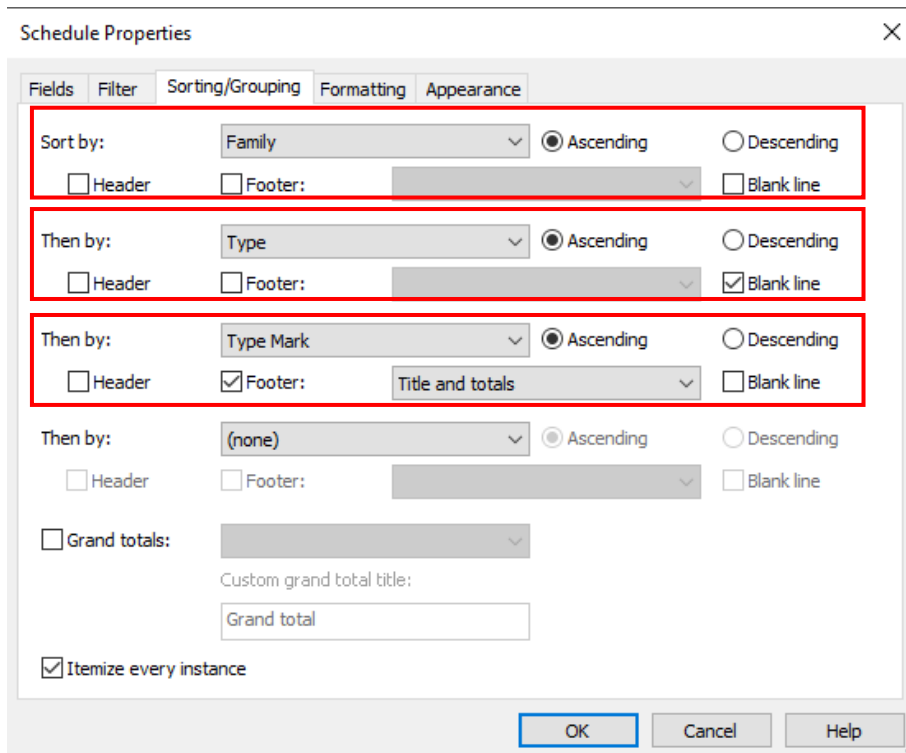 Schedule Properties
Fields Filter Sorting/Grouping Formatting Appearance
Sort by: Family Ascending Descending
Header Footer: Blank line
Then by: Type Ascending Descending
Header Footer: Blank line
Then by: Type Mark Ascending Descending
Header Footer: Title and totals Blank line
Then by: (none) Ascending Descending
Header Footer: Blank line
Grand totals:
Custom grand total title:
Grand total
Itemize every instance
OK Cancel Help